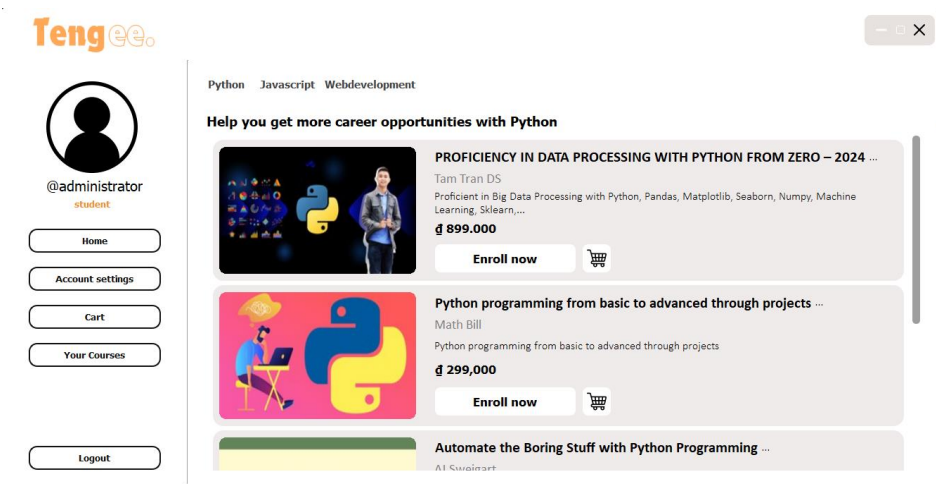 Tengee.
@administrator
student
Home
Account settings
Cart
Your Courses
Logout
Python Javascript Webdevelopment
Help you get more career opportunities with Python
PROFICIENCY IN DATA PROCESSING WITH PYTHON FROM ZERO – 2024 ...
Tam Tran DS
Proficient in Big Data Processing with Python, Pandas, Matplotlib, Seaborn, Numpy, Machine
Learning, Sklearn,...
₫ 899.000
Enroll now
Python programming from basic to advanced through projects ...
Math Bill
Python programming from basic to advanced through projects
₫ 299,000
Enroll now
Automate the Boring Stuff with Python Programming ...
Al Sweigart